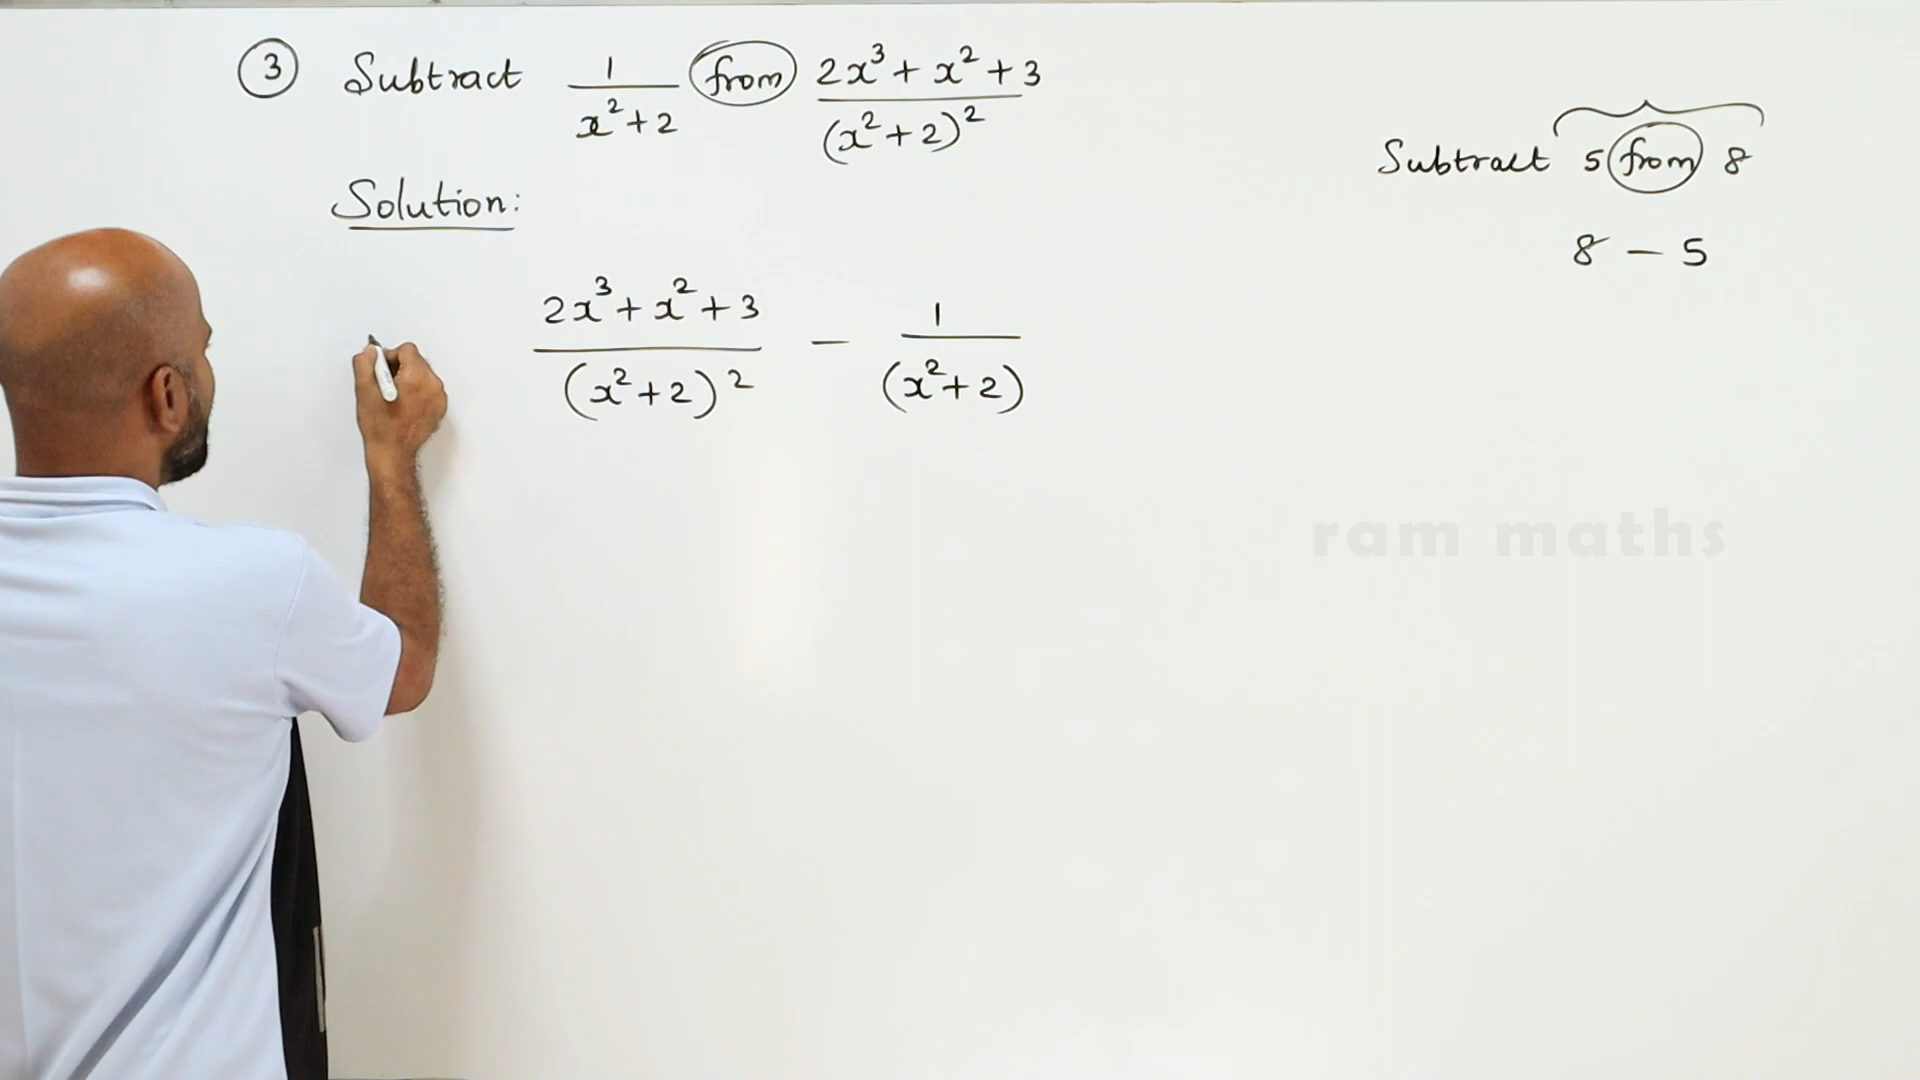 ③ Subtract 1/(x²+2) from (2x³+x²+3)/(x²+2)²
Solution:
(2x³+x²+3)/(x²+2)² − 1/(x²+2)
Subtract 5 from 8
8 − 5
ram maths